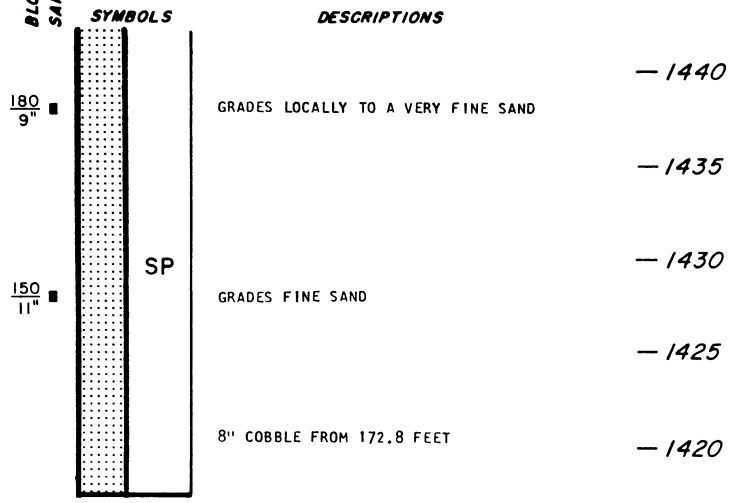 SYMBOLS DESCRIPTIONS
— 1440
180
9" GRADES LOCALLY TO A VERY FINE SAND
— 1435
SP
— 1430
150
11" GRADES FINE SAND
— 1425
8" COBBLE FROM 172.8 FEET
— 1420